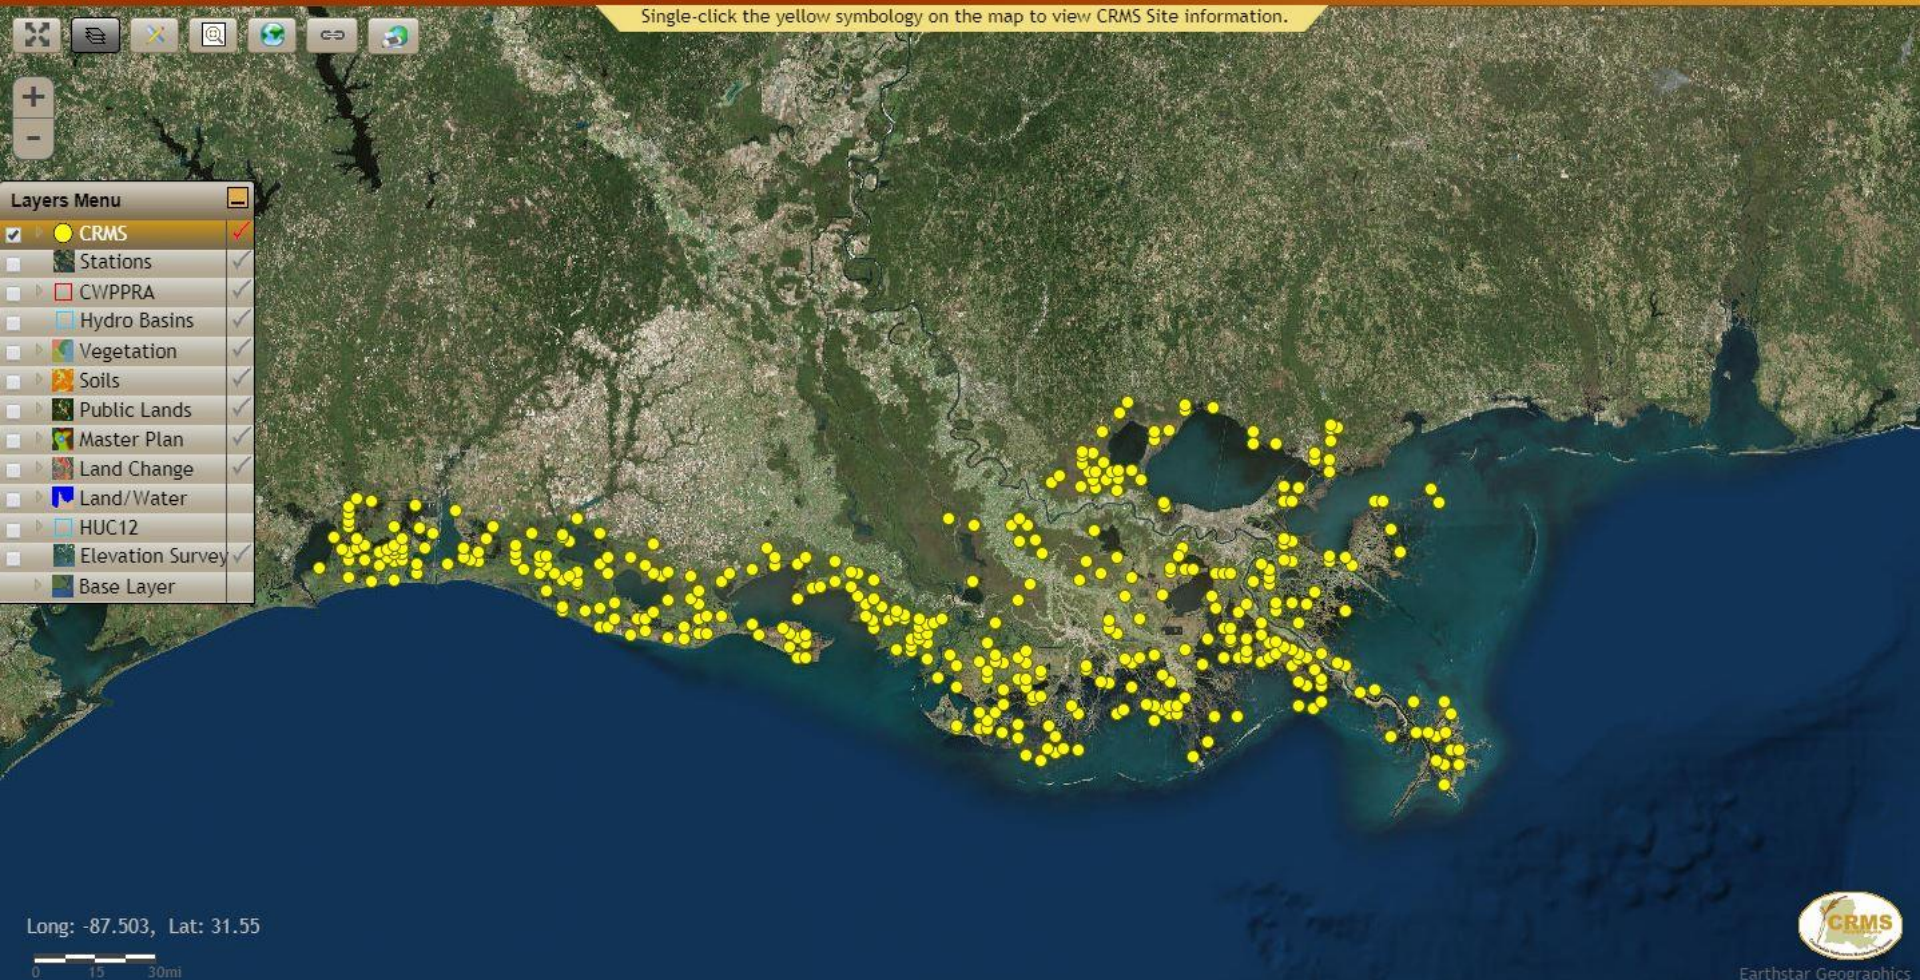 Single-click the yellow symbology on the map to view CRMS Site information.
+
-
Layers Menu
CRMS
Stations
CWPPRA
Hydro Basins
Vegetation
Soils
Public Lands
Master Plan
Land Change
Land/Water
HUC12
Elevation Survey
Base Layer
Long: -87.503, Lat: 31.55
0 15 30mi
CRMS
Earthstar Geographics